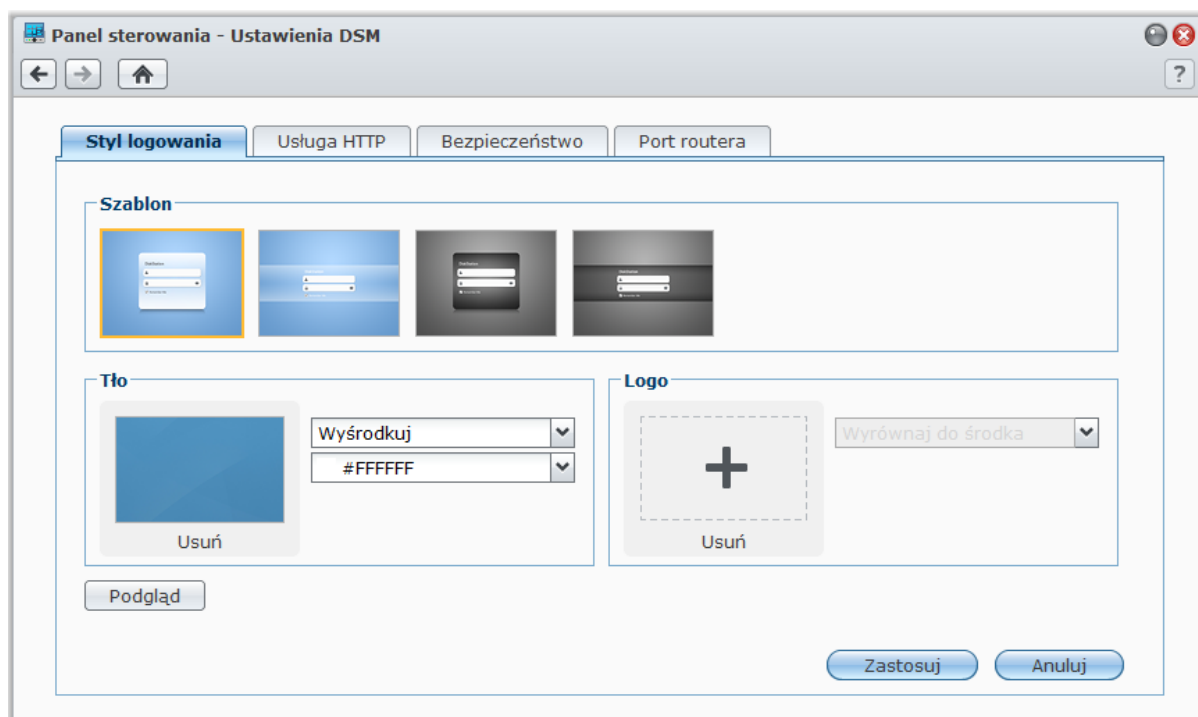 Panel sterowania - Ustawienia DSM
?
Styl logowania
Usługa HTTP
Bezpieczeństwo
Port routera
Szablon
Tło
Wyśrodkuj
#FFFFFF
Usuń
Logo
Wyrównaj do środka
Usuń
Podgląd
Zastosuj
Anuluj